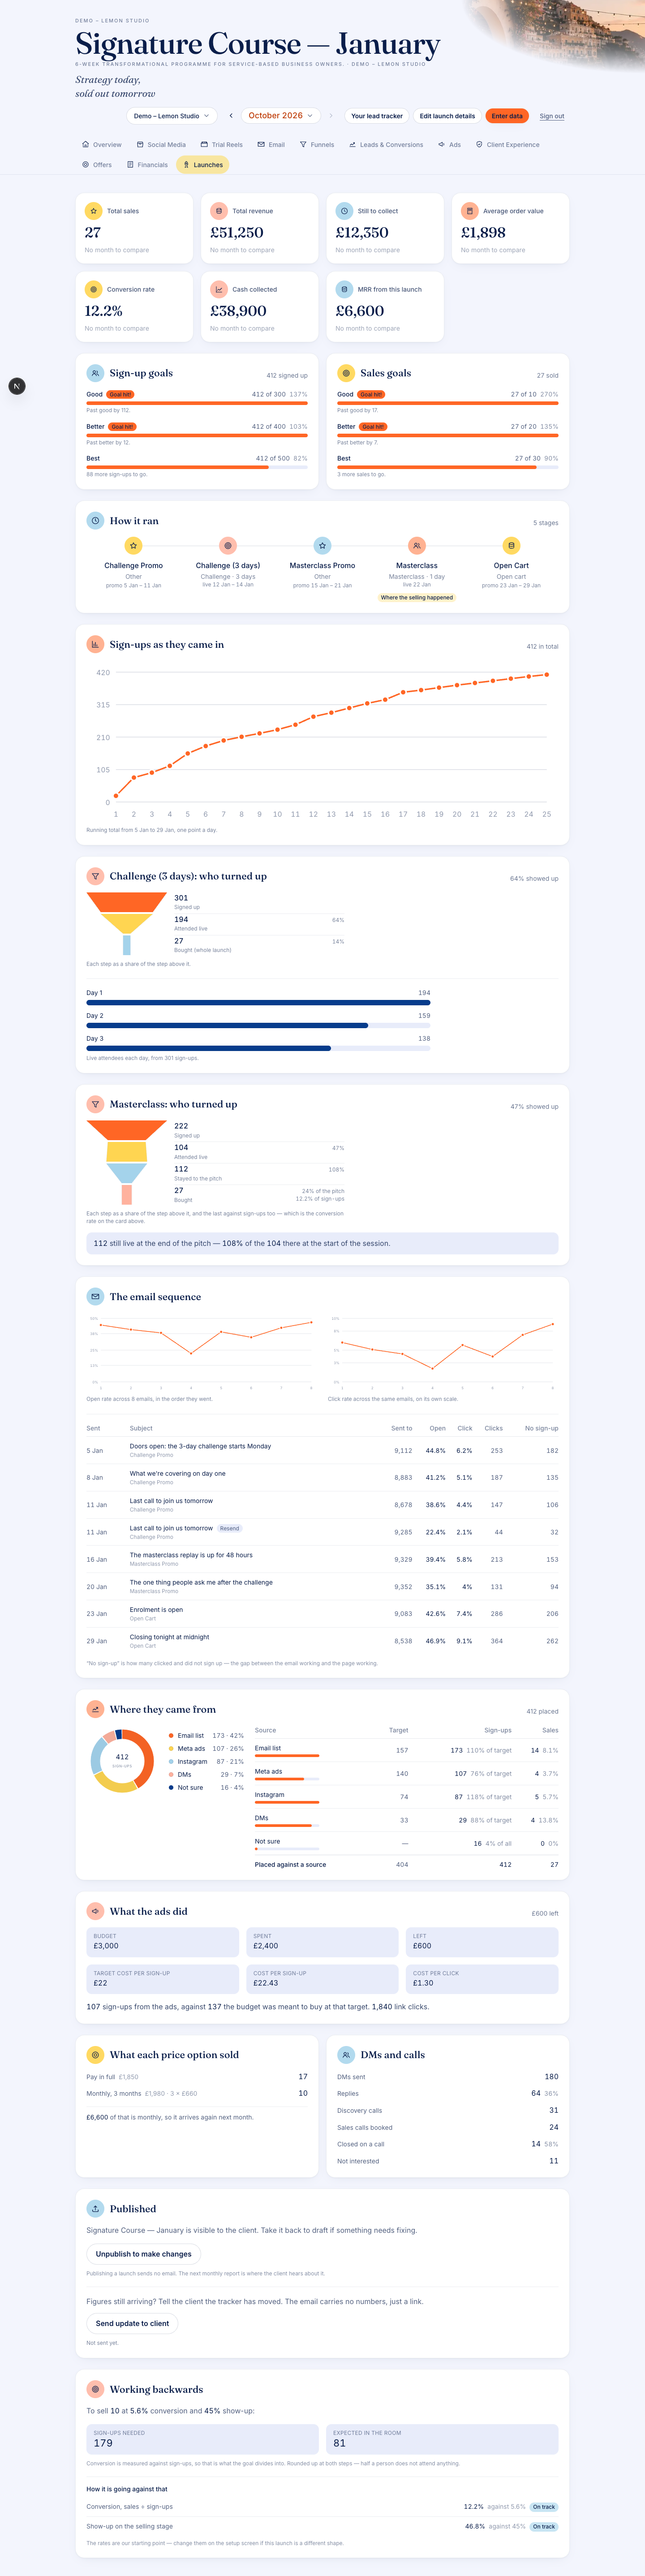 DEMO – LEMON STUDIO
Signature Course — January
6-WEEK TRANSFORMATIONAL PROGRAMME FOR SERVICE-BASED BUSINESS OWNERS. · DEMO – LEMON STUDIO
Strategy today,
sold out tomorrow
Demo – Lemon Studio
October 2026
Your lead tracker
Edit launch details
Enter data
Sign out
Overview
Social Media
Trial Reels
Email
Funnels
Leads & Conversions
Ads
Client Experience
Offers
Financials
Launches
Total sales
27
No month to compare
Total revenue
£51,250
No month to compare
Still to collect
£12,350
No month to compare
Average order value
£1,898
No month to compare
Conversion rate
12.2%
No month to compare
Cash collected
£38,900
No month to compare
MRR from this launch
£6,600
No month to compare
N
Sign-up goals
412 signed up
Good Goal hit! 412 of 300 137%
Past good by 112.
Better Goal hit! 412 of 400 103%
Past better by 12.
Best 412 of 500 82%
88 more sign-ups to go.
Sales goals
27 sold
Good Goal hit! 27 of 10 270%
Past good by 17.
Better Goal hit! 27 of 20 135%
Past better by 7.
Best 27 of 30 90%
3 more sales to go.
How it ran
5 stages
Challenge Promo
Other
promo 5 Jan – 11 Jan
Challenge (3 days)
Challenge · 3 days
live 12 Jan – 14 Jan
Masterclass Promo
Other
promo 15 Jan – 21 Jan
Masterclass
Masterclass · 1 day
live 22 Jan
Where the selling happened
Open Cart
Open cart
promo 23 Jan – 29 Jan
Sign-ups as they came in
412 in total
420
315
210
105
0
1 2 3 4 5 6 7 8 9 10 11 12 13 14 15 16 17 18 19 20 21 22 23 24 25
Running total from 5 Jan to 29 Jan, one point a day.
Challenge (3 days): who turned up
64% showed up
301
Signed up
194 64%
Attended live
27 14%
Bought (whole launch)
Each step as a share of the step above it.
Day 1 194
Day 2 159
Day 3 138
Live attendees each day, from 301 sign-ups.
Masterclass: who turned up
47% showed up
222
Signed up
104 47%
Attended live
112 108%
Stayed to the pitch
27 24% of the pitch
Bought 12.2% of sign-ups
Each step as a share of the step above it, and the last against sign-ups too — which is the conversion
rate on the card above.
112 still live at the end of the pitch — 108% of the 104 there at the start of the session.
The email sequence
Open rate across 8 emails, in the order they went.
Click rate across the same emails, on its own scale.
Sent Subject Sent to Open Click Clicks No sign-up
5 Jan Doors open: the 3-day challenge starts Monday 9,112 44.8% 6.2% 253 182
Challenge Promo
8 Jan What we're covering on day one 8,883 41.2% 5.1% 187 135
Challenge Promo
11 Jan Last call to join us tomorrow 8,678 38.6% 4.4% 147 106
Challenge Promo
11 Jan Last call to join us tomorrow Resend 9,285 22.4% 2.1% 44 32
Challenge Promo
16 Jan The masterclass replay is up for 48 hours 9,329 39.4% 5.8% 213 153
Masterclass Promo
20 Jan The one thing people ask me after the challenge 9,352 35.1% 4% 131 94
Masterclass Promo
23 Jan Enrolment is open 9,083 42.6% 7.4% 286 206
Open Cart
29 Jan Closing tonight at midnight 8,538 46.9% 9.1% 364 262
Open Cart
"No sign-up" is how many clicked and did not sign up — the gap between the email working and the page working.
Where they came from
412 placed
412
SIGN-UPS
Email list 173 · 42%
Meta ads 107 · 26%
Instagram 87 · 21%
DMs 29 · 7%
Not sure 16 · 4%
Source Target Sign-ups Sales
Email list 157 173 110% of target 14 8.1%
Meta ads 140 107 76% of target 4 3.7%
Instagram 74 87 118% of target 5 5.7%
DMs 33 29 88% of target 4 13.8%
Not sure — 16 4% of all 0 0%
Placed against a source 404 412 27
What the ads did
£600 left
BUDGET
£3,000
SPENT
£2,400
LEFT
£600
TARGET COST PER SIGN-UP
£22
COST PER SIGN-UP
£22.43
COST PER CLICK
£1.30
107 sign-ups from the ads, against 137 the budget was meant to buy at that target. 1,840 link clicks.
What each price option sold
Pay in full £1,850 17
Monthly, 3 months £1,980 · 3 × £660 10
£6,600 of that is monthly, so it arrives again next month.
DMs and calls
DMs sent 180
Replies 64 36%
Discovery calls 31
Sales calls booked 24
Closed on a call 14 58%
Not interested 11
Published
Signature Course — January is visible to the client. Take it back to draft if something needs fixing.
Unpublish to make changes
Publishing a launch sends no email. The next monthly report is where the client hears about it.
Figures still arriving? Tell the client the tracker has moved. The email carries no numbers, just a link.
Send update to client
Not sent yet.
Working backwards
To sell 10 at 5.6% conversion and 45% show-up:
SIGN-UPS NEEDED
179
EXPECTED IN THE ROOM
81
Conversion is measured against sign-ups, so that is what the goal divides into. Rounded up at both steps — half a person does not attend anything.
How it is going against that
Conversion, sales ÷ sign-ups 12.2% against 5.6% On track
Show-up on the selling stage 46.8% against 45% On track
The rates are our starting point — change them on the setup screen if this launch is a different shape.